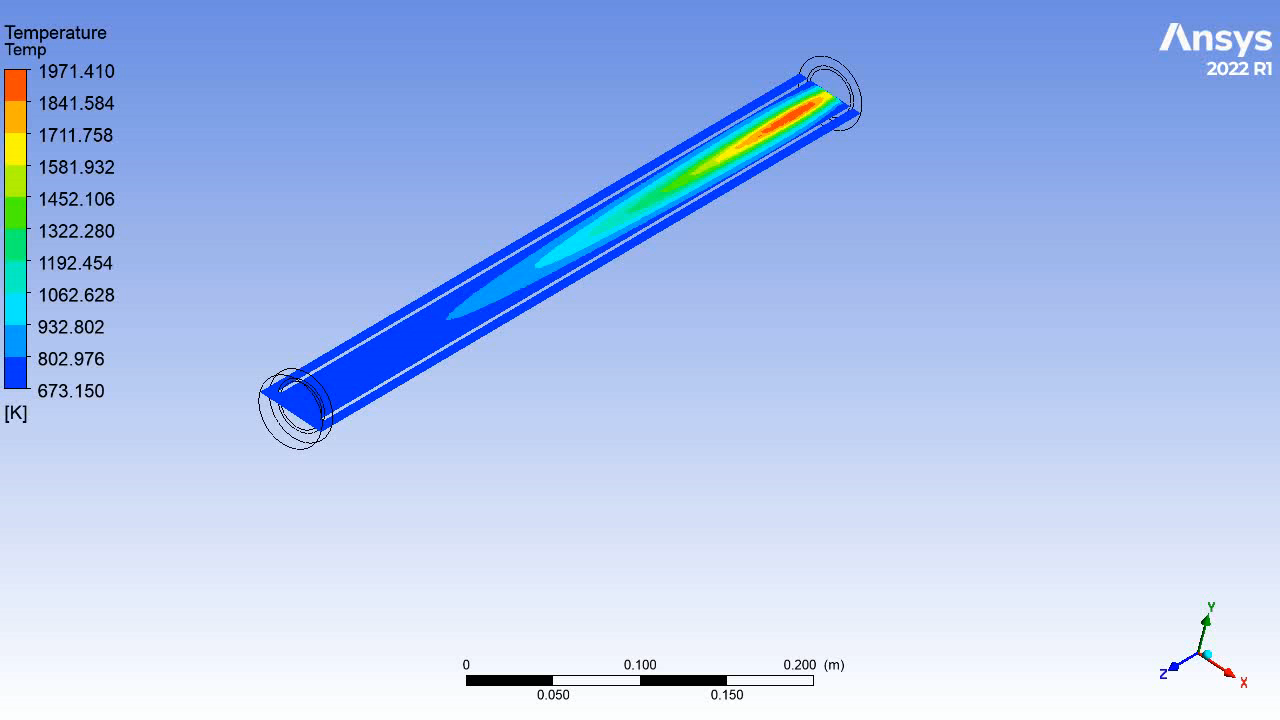 Temperature
Temp
1971.410
1841.584
1711.758
1581.932
1452.106
1322.280
1192.454
1062.628
932.802
802.976
673.150
[K]
Ansys
2022 R1
0 0.100 0.200 (m)
0.050 0.150
Y
Z
X